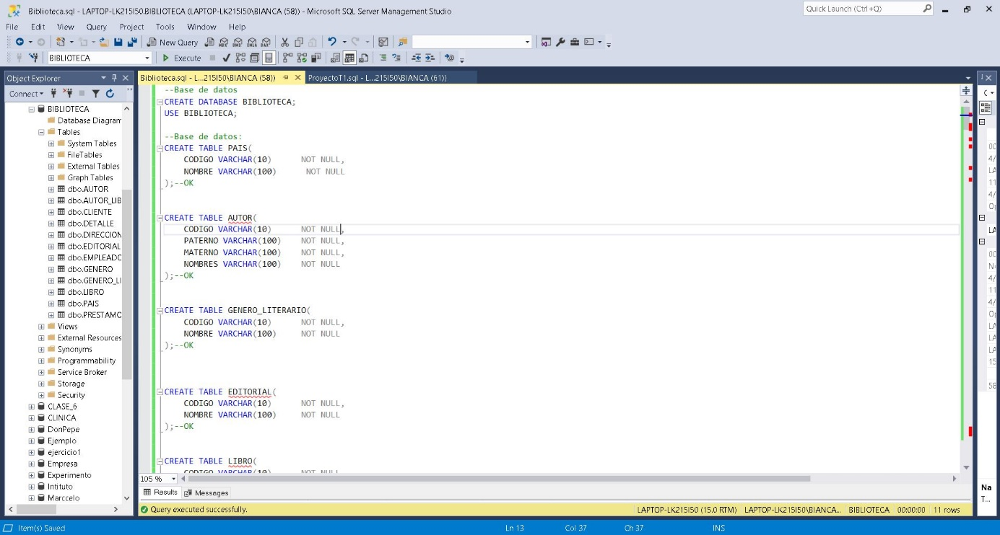 Biblioteca.sql - LAPTOP-LK215I50.BIBLIOTECA (LAPTOP-LK215I50\BIANCA (58)) - Microsoft SQL Server Management Studio
Quick Launch (Ctrl+Q)
File Edit View Query Project Tools Window Help
New Query
BIBLIOTECA
Execute
Object Explorer
Connect
BIBLIOTECA
Database Diagram
Tables
System Tables
FileTables
External Tables
Graph Tables
dbo.AUTOR
dbo.AUTOR_LIB
dbo.CLIENTE
dbo.DETALLE
dbo.DIRECCION
dbo.EDITORIAL
dbo.EMPLEADO
dbo.GENERO
dbo.GENERO_LI
dbo.LIBRO
dbo.PAIS
dbo.PRESTAMO
Views
External Resources
Synonyms
Programmability
Service Broker
Storage
Security
CLASE_6
CLINICA
DonPepe
Ejemplo
ejercicio1
Empresa
Experimento
Intituto
Marccelo
Biblioteca.sql - L...215I50\BIANCA (58))
ProyectoT1.sql - L...215I50\BIANCA (61))
--Base de datos
CREATE DATABASE BIBLIOTECA;
USE BIBLIOTECA;
--Base de datos:
CREATE TABLE PAIS(
CODIGO VARCHAR(10) NOT NULL,
NOMBRE VARCHAR(100) NOT NULL
);--OK
CREATE TABLE AUTOR(
CODIGO VARCHAR(10) NOT NULL,
PATERNO VARCHAR(100) NOT NULL,
MATERNO VARCHAR(100) NOT NULL,
NOMBRES VARCHAR(100) NOT NULL
);--OK
CREATE TABLE GENERO_LITERARIO(
CODIGO VARCHAR(10) NOT NULL,
NOMBRE VARCHAR(100) NOT NULL
);--OK
CREATE TABLE EDITORIAL(
CODIGO VARCHAR(10) NOT NULL,
NOMBRE VARCHAR(100) NOT NULL
);--OK
CREATE TABLE LIBRO(
CODIGO VARCHAR(10) NOT NULL
105 %
Results Messages
Query executed successfully.
LAPTOP-LK215I50 (15.0 RTM) LAPTOP-LK215I50\BIANCA... BIBLIOTECA 00:00:00 11 rows
Na
T...
Item(s) Saved
Ln 13 Col 37 Ch 37 INS